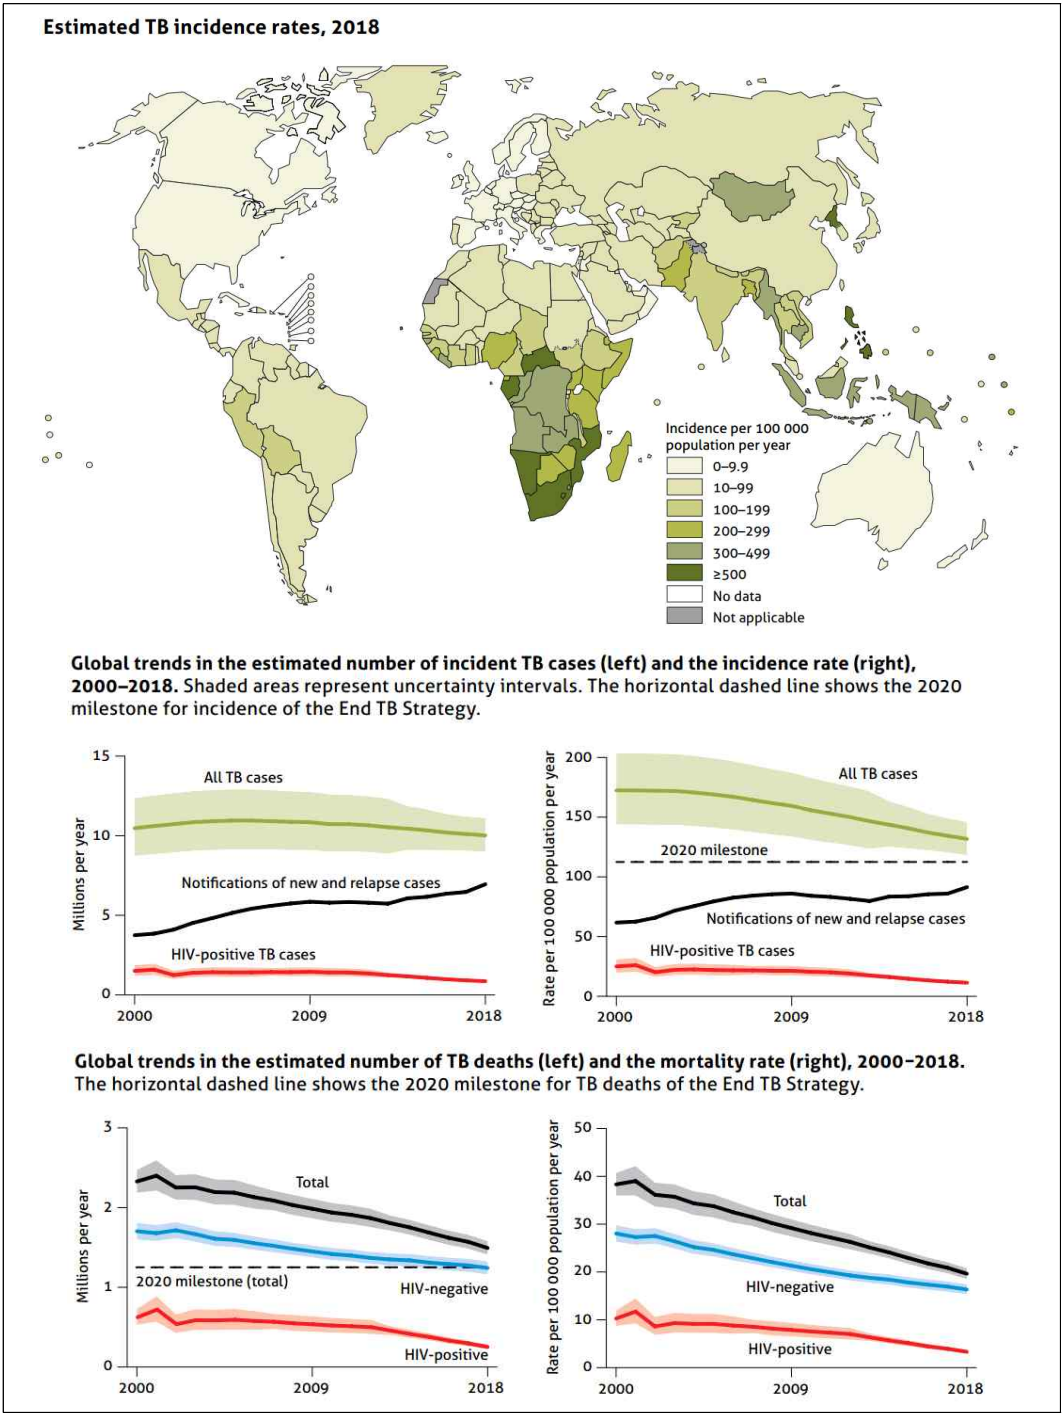 Estimated TB incidence rates, 2018
Incidence per 100 000
population per year
0–9.9
10–99
100–199
200–299
300–499
≥500
No data
Not applicable
Global trends in the estimated number of incident TB cases (left) and the incidence rate (right),
2000–2018. Shaded areas represent uncertainty intervals. The horizontal dashed line shows the 2020
milestone for incidence of the End TB Strategy.
Millions per year
15
10
5
0
All TB cases
Notifications of new and relapse cases
HIV-positive TB cases
2000
2009
2018
Rate per 100 000 population per year
200
150
100
50
0
All TB cases
2020 milestone
Notifications of new and relapse cases
HIV-positive TB cases
2000
2009
2018
Global trends in the estimated number of TB deaths (left) and the mortality rate (right), 2000–2018.
The horizontal dashed line shows the 2020 milestone for TB deaths of the End TB Strategy.
Millions per year
3
2
1
0
Total
2020 milestone (total)
HIV-negative
HIV-positive
2000
2009
2018
Rate per 100 000 population per year
50
40
30
20
10
0
Total
HIV-negative
HIV-positive
2000
2009
2018